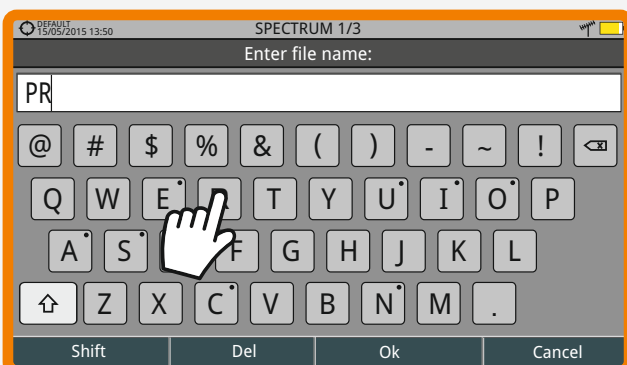 DEFAULT
15/05/2015 13:50
SPECTRUM 1/3
Enter file name:
PR
@ # $ % & ( ) - ~ !
Q W E R T Y U I O P
A S F G H J K L
Z X C V B N M .
Shift Del Ok Cancel